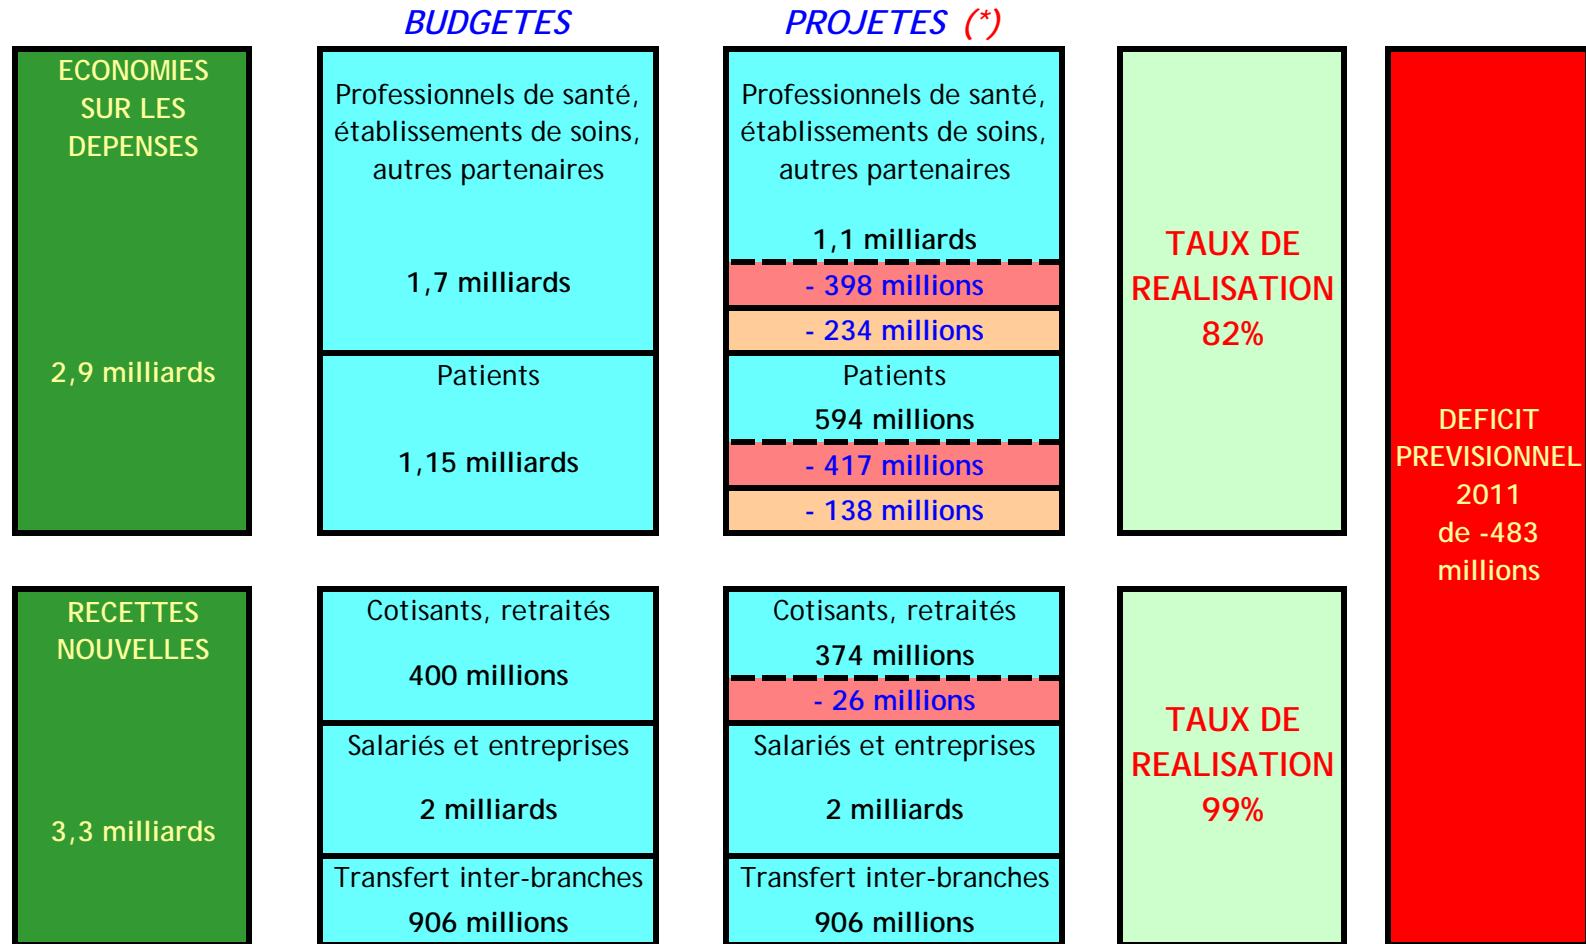 BUDGETES
PROJETES (*)
ECONOMIES
SUR LES
DEPENSES
2,9 milliards
Professionnels de santé,
établissements de soins,
autres partenaires
1,7 milliards
Patients
1,15 milliards
Professionnels de santé,
établissements de soins,
autres partenaires
1,1 milliards
- 398 millions
- 234 millions
Patients
594 millions
- 417 millions
- 138 millions
TAUX DE
REALISATION
82%
RECETTES
NOUVELLES
3,3 milliards
Cotisants, retraités
400 millions
Salariés et entreprises
2 milliards
Transfert inter-branches
906 millions
Cotisants, retraités
374 millions
- 26 millions
Salariés et entreprises
2 milliards
Transfert inter-branches
906 millions
TAUX DE
REALISATION
99%
DEFICIT
PREVISIONNEL
2011
de -483
millions